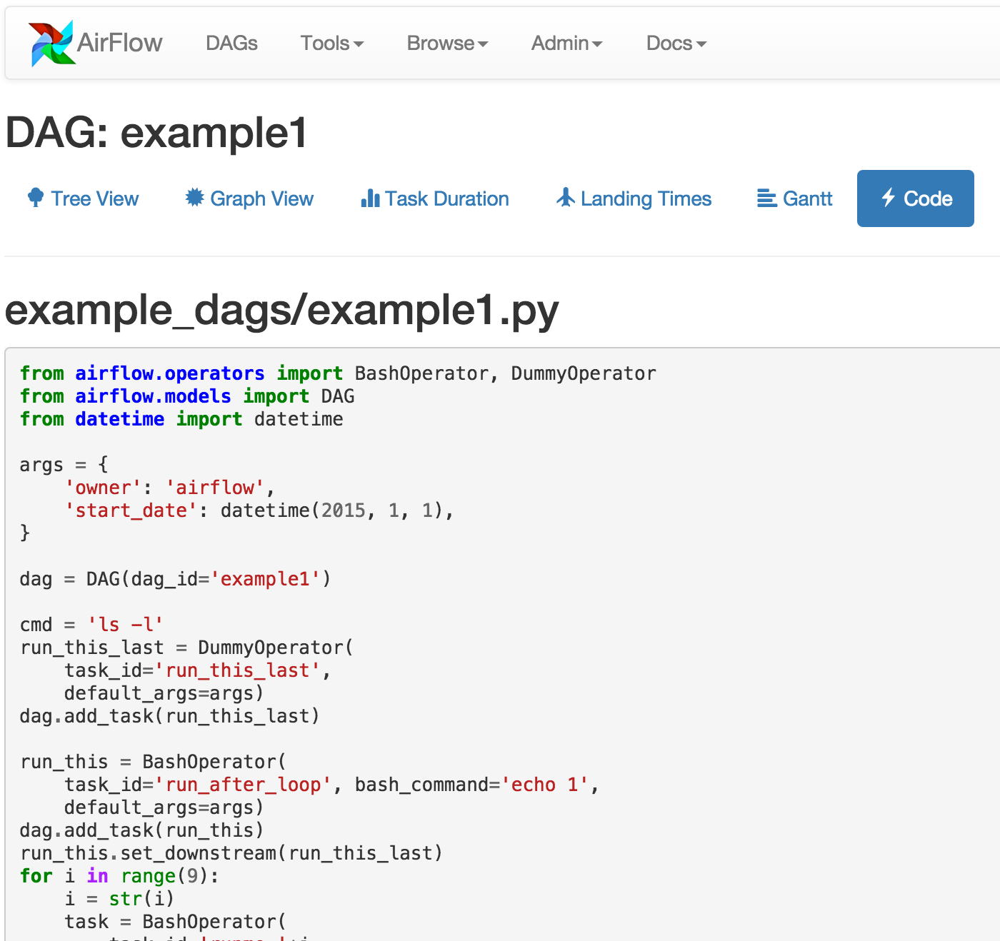 AirFlow DAGs Tools Browse Admin Docs
DAG: example1
Tree View Graph View Task Duration Landing Times Gantt Code
example_dags/example1.py
from airflow.operators import BashOperator, DummyOperator
from airflow.models import DAG
from datetime import datetime
args = {
    'owner': 'airflow',
    'start_date': datetime(2015, 1, 1),
}
dag = DAG(dag_id='example1')
cmd = 'ls -l'
run_this_last = DummyOperator(
    task_id='run_this_last',
    default_args=args)
dag.add_task(run_this_last)
run_this = BashOperator(
    task_id='run_after_loop', bash_command='echo 1',
    default_args=args)
dag.add_task(run_this)
run_this.set_downstream(run_this_last)
for i in range(9):
    i = str(i)
    task = BashOperator(